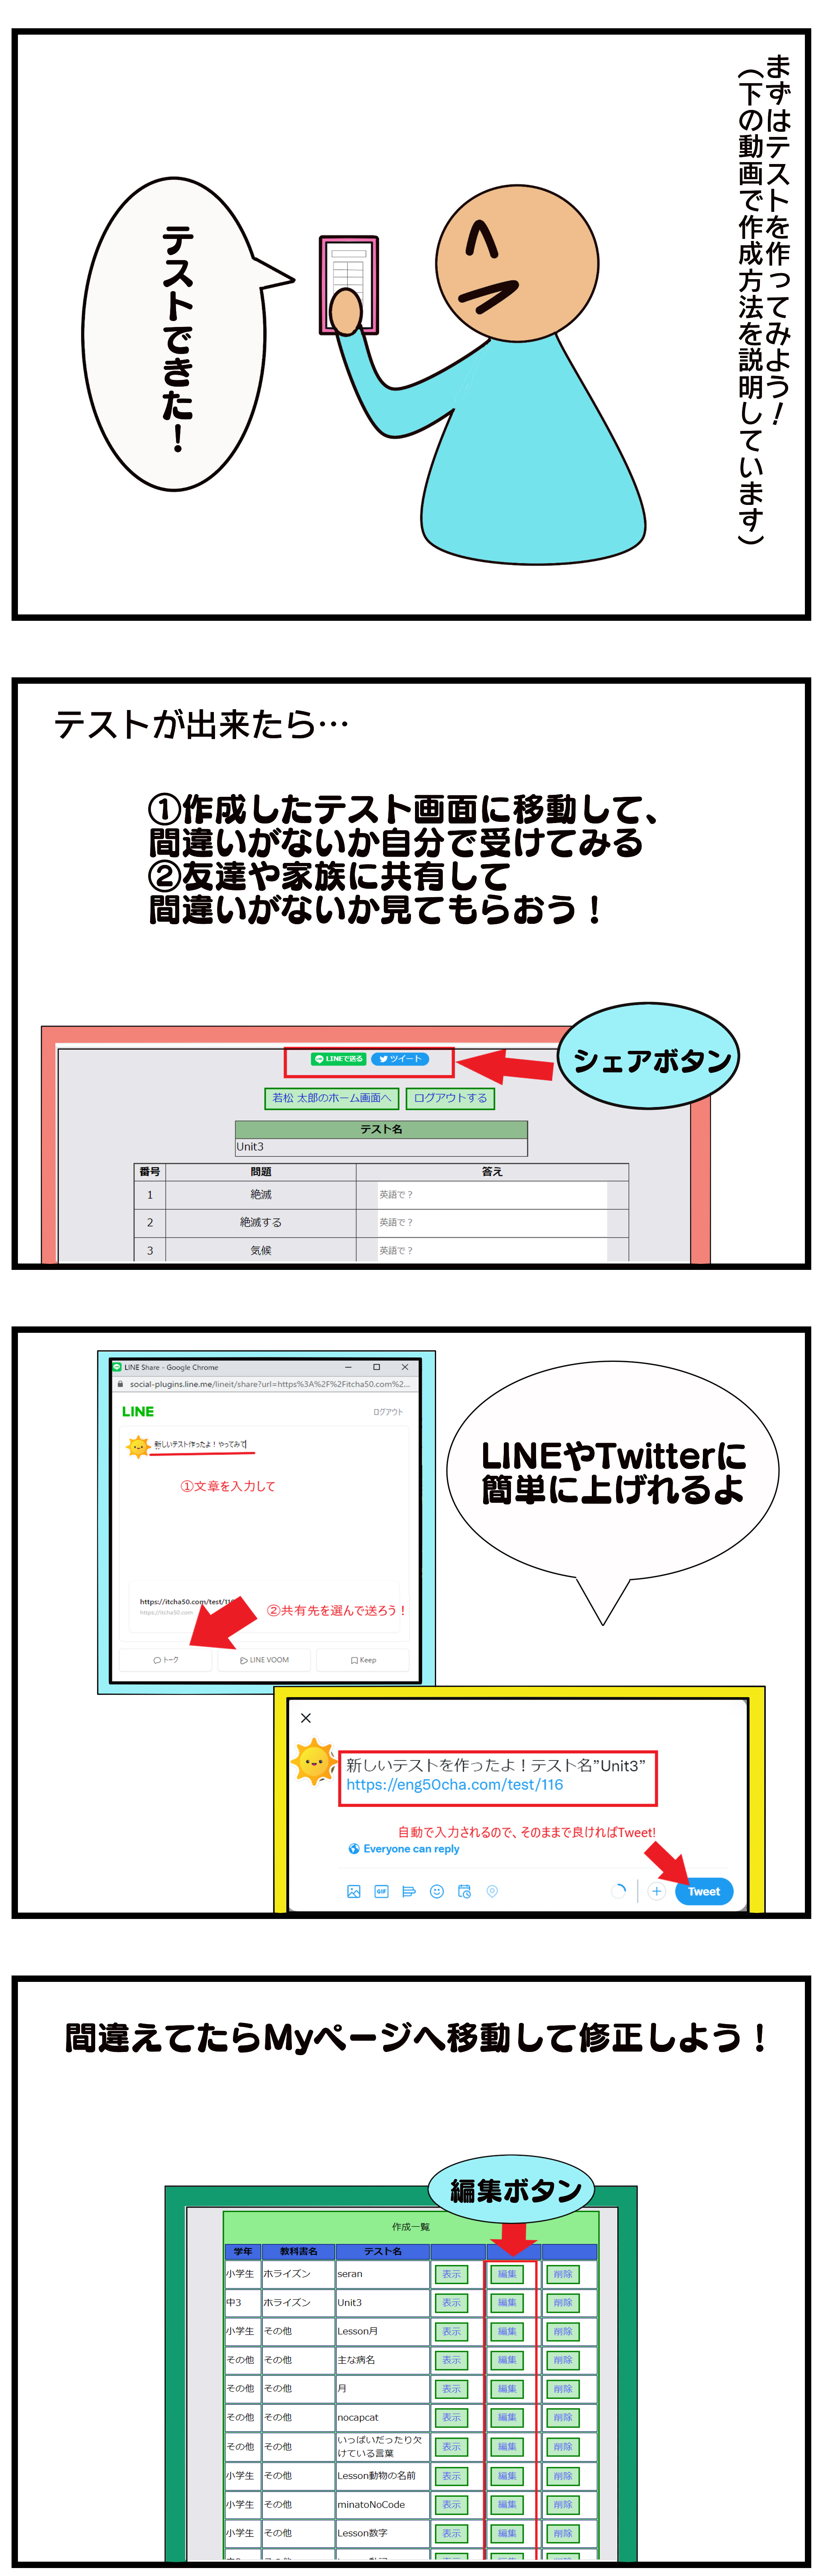 まずはテストを作ってみよう！
（下の動画で作成方法を説明しています）
テストできた！
テストが出来たら…
①作成したテスト画面に移動して、
間違いがないか自分で受けてみる
②友達や家族に共有して
間違いがないか見てもらおう！
シェアボタン
LINEで送る ツイート
若松 太郎のホーム画面へ ログアウトする
テスト名
Unit3
番号 問題 答え
1 絶滅 英語で？
2 絶滅する 英語で？
3 気候 英語で？
LINE Share - Google Chrome
social-plugins.line.me/lineit/share?url=https%3A%2F%2Fitcha50.com%2...
LINE ログアウト
新しいテスト作ったよ！やってみて
①文章を入力して
https://itcha50.com/test/116
https://itcha50.com
②共有先を選んで送ろう！
トーク LINE VOOM Keep
LINEやTwitterに
簡単に上げれるよ
新しいテストを作ったよ！テスト名”Unit3”
https://eng50cha.com/test/116
自動で入力されるので、そのままで良ければTweet!
Everyone can reply
GIF
Tweet
間違えてたらMyページへ移動して修正しよう！
編集ボタン
作成一覧
学年 教科書名 テスト名
小学生 ホライズン seran 表示 編集 削除
中3 ホライズン Unit3 表示 編集 削除
小学生 その他 Lesson月 表示 編集 削除
その他 その他 主な病名 表示 編集 削除
その他 その他 月 表示 編集 削除
その他 その他 nocapcat 表示 編集 削除
その他 その他 いっぱいだったり欠けている言葉 表示 編集 削除
小学生 その他 Lesson動物の名前 表示 編集 削除
小学生 その他 minatoNoCode 表示 編集 削除
小学生 その他 Lesson数字 表示 編集 削除